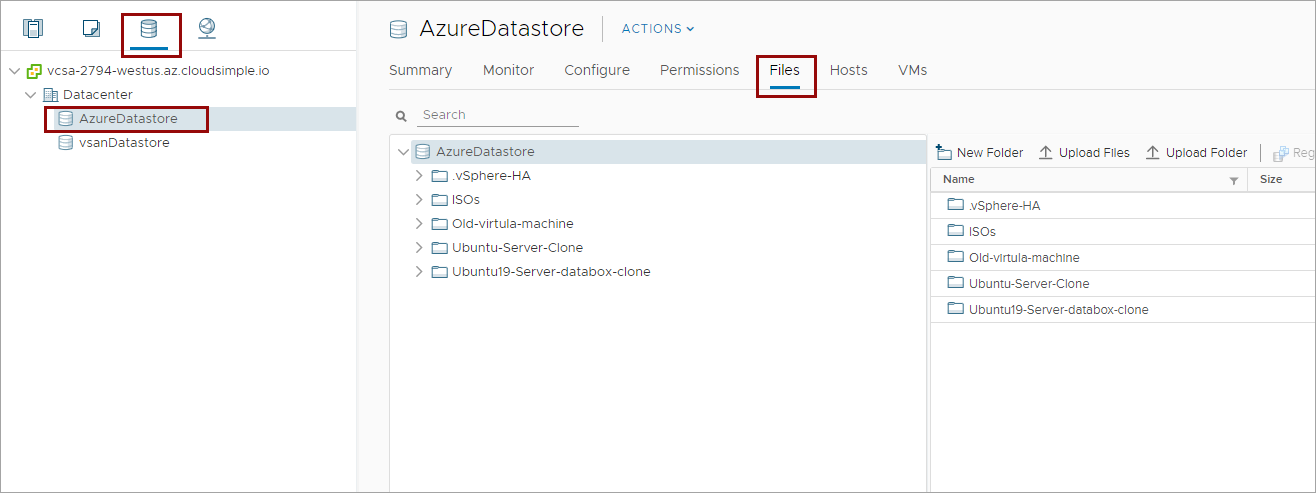 AzureDatastore ACTIONS
Summary Monitor Configure Permissions Files Hosts VMs
vcsa-2794-westus.az.cloudsimple.io
Datacenter
AzureDatastore
vsanDatastore
Search
AzureDatastore
.vSphere-HA
ISOs
Old-virtula-machine
Ubuntu-Server-Clone
Ubuntu19-Server-databox-clone
New Folder Upload Files Upload Folder Reg
Name Size
.vSphere-HA
ISOs
Old-virtula-machine
Ubuntu-Server-Clone
Ubuntu19-Server-databox-clone